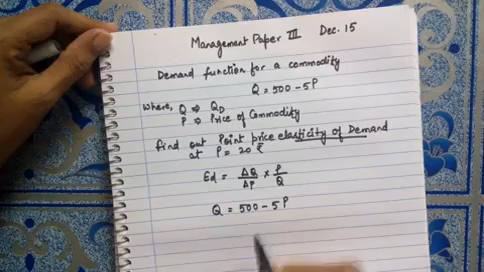 Management Paper III Dec. 15
Demand function for a commodity
Q = 500 - 5P
where, Q ⇒ QD
P ⇒ Price of Commodity
Find out Point price elasticity of Demand
at P = 20 ₹
Ed = ΔQ/ΔP × P/Q
Q = 500 - 5P